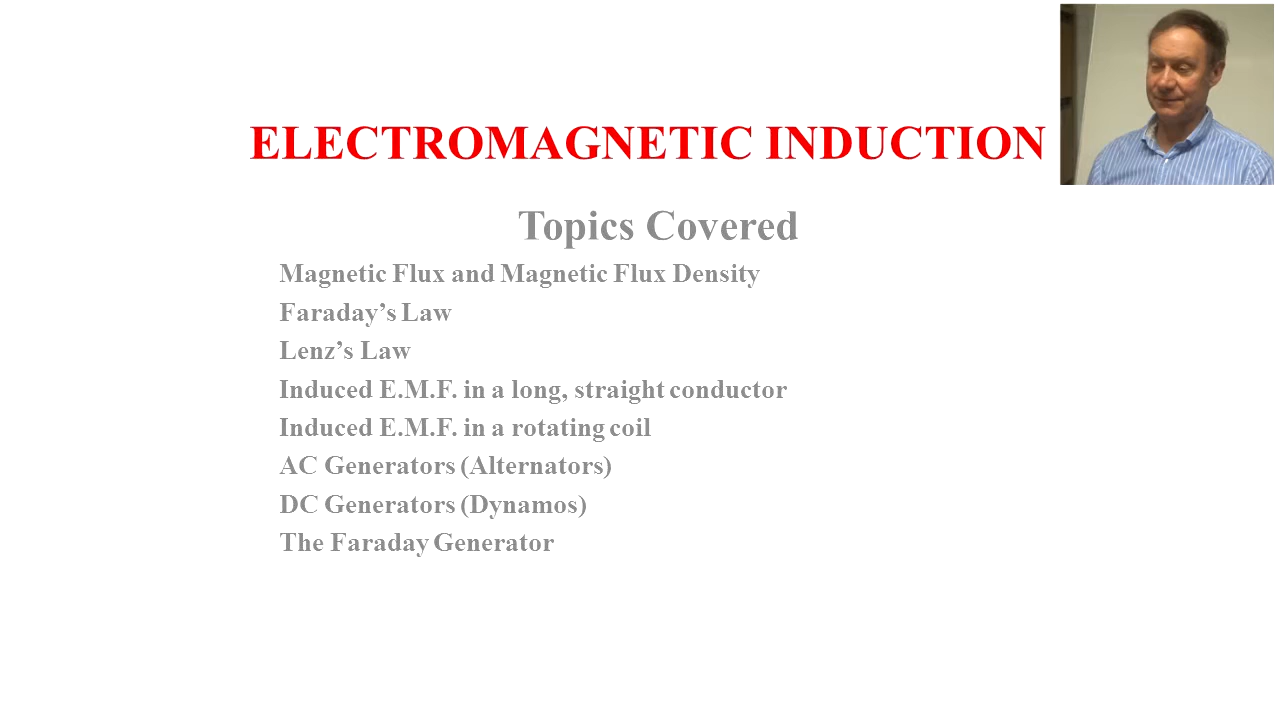 ELECTROMAGNETIC INDUCTION
Topics Covered
Magnetic Flux and Magnetic Flux Density
Faraday’s Law
Lenz’s Law
Induced E.M.F. in a long, straight conductor
Induced E.M.F. in a rotating coil
AC Generators (Alternators)
DC Generators (Dynamos)
The Faraday Generator